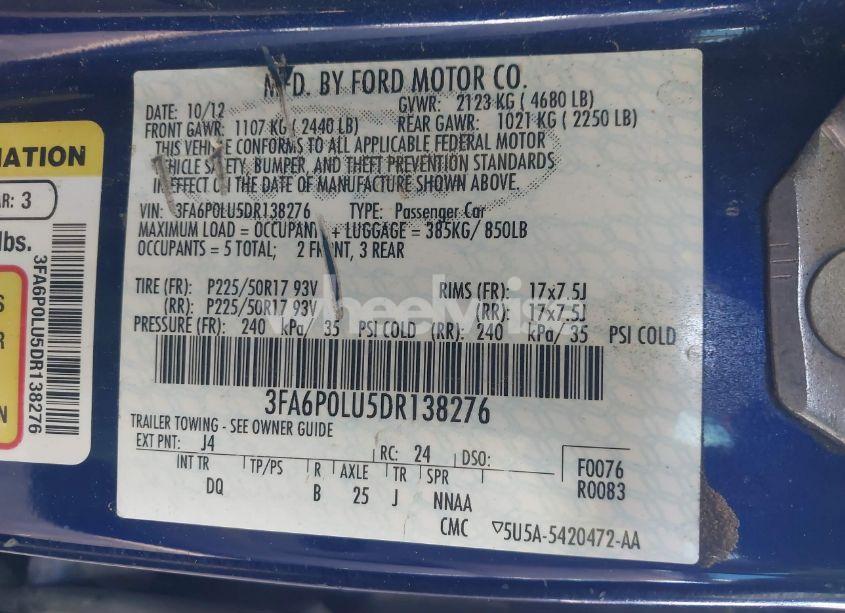 MFD. BY FORD MOTOR CO.
DATE: 10/12 GVWR: 2123 KG ( 4680 LB)
FRONT GAWR: 1107 KG ( 2440 LB) REAR GAWR: 1021 KG ( 2250 LB)
THIS VEHICLE CONFORMS TO ALL APPLICABLE FEDERAL MOTOR
VEHICLE SAFETY, BUMPER, AND THEFT PREVENTION STANDARDS
IN EFFECT ON THE DATE OF MANUFACTURE SHOWN ABOVE.
VIN: 3FA6P0LU5DR138276 TYPE: Passenger Car
MAXIMUM LOAD = OCCUPANTS + LUGGAGE = 385KG/ 850LB
OCCUPANTS = 5 TOTAL; 2 FRONT, 3 REAR
TIRE (FR): P225/50R17 93V RIMS (FR): 17x7.5J
(RR): P225/50R17 93V (RR): 17x7.5J
PRESSURE (FR): 240 kPa/ 35 PSI COLD (RR): 240 kPa/ 35 PSI COLD
3FA6P0LU5DR138276
TRAILER TOWING - SEE OWNER GUIDE
EXT PNT: J4 RC: 24 DSO:
INT TR TP/PS R AXLE TR SPR F0076
DQ B 25 J NNAA R0083
CMC ▽5U5A-5420472-AA
MATION
AR: 3
lbs.
3FA6P0LU5DR138276
S
R
N